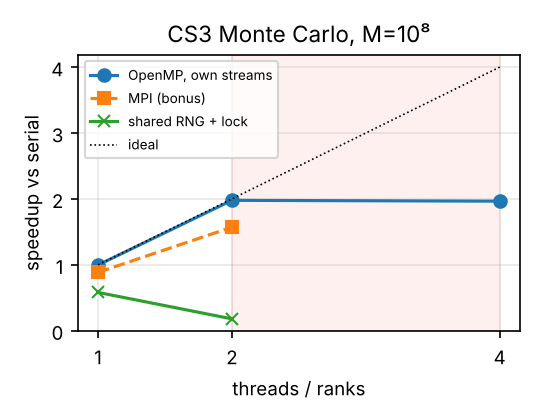 CS3 Monte Carlo, M=10⁸
OpenMP, own streams
MPI (bonus)
shared RNG + lock
ideal
speedup vs serial
4
3
2
1
0
1
2
4
threads / ranks